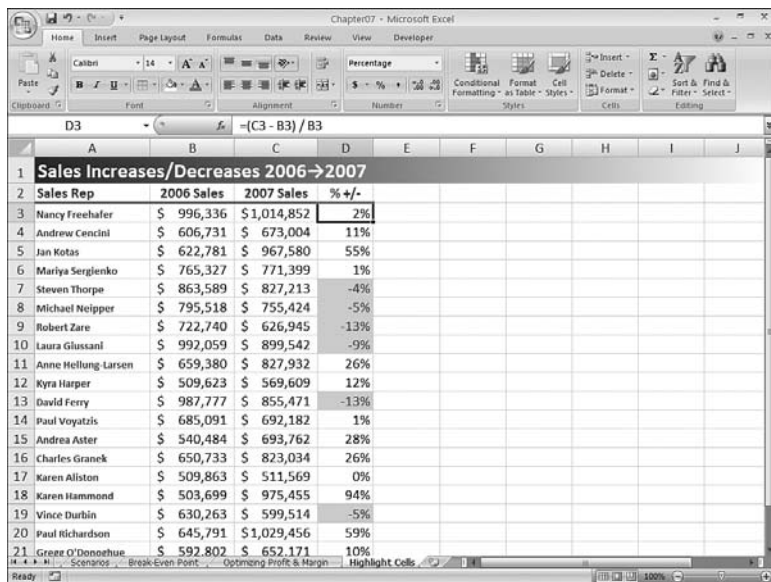 Chapter07 - Microsoft Excel
Home Insert Page Layout Formulas Data Review View Developer
Paste
Calibri 14 A A
B I U A
Percentage
$ % ,
Conditional Formatting
Format as Table
Cell Styles
Insert
Delete
Format
Σ
Sort & Filter
Find & Select
Clipboard Font Alignment Number Styles Cells Editing
D3 fx =(C3 - B3) / B3
A B C D E F G H I J
1 Sales Increases/Decreases 2006→2007
2 Sales Rep 2006 Sales 2007 Sales % +/-
3 Nancy Freehafer $ 996,336 $1,014,852 2%
4 Andrew Cencini $ 606,731 $ 673,004 11%
5 Jan Kotas $ 622,781 $ 967,580 55%
6 Mariya Sergienko $ 765,327 $ 771,399 1%
7 Steven Thorpe $ 863,589 $ 827,213 -4%
8 Michael Neipper $ 795,518 $ 755,424 -5%
9 Robert Zare $ 722,740 $ 626,945 -13%
10 Laura Giussani $ 992,059 $ 899,542 -9%
11 Anne Hellung-Larsen $ 659,380 $ 827,932 26%
12 Kyra Harper $ 509,623 $ 569,609 12%
13 David Ferry $ 987,777 $ 855,471 -13%
14 Paul Voyatzis $ 685,091 $ 692,182 1%
15 Andrea Aster $ 540,484 $ 693,762 28%
16 Charles Granek $ 650,733 $ 823,034 26%
17 Karen Aliston $ 509,863 $ 511,569 0%
18 Karen Hammond $ 503,699 $ 975,455 94%
19 Vince Durbin $ 630,263 $ 599,514 -5%
20 Paul Richardson $ 645,791 $1,029,456 59%
21 Gregg O'Donoghue $ 592,802 $ 652,171 10%
Scenarios Break-Even Point Optimizing Profit & Margin Highlight Cells
Ready 100%